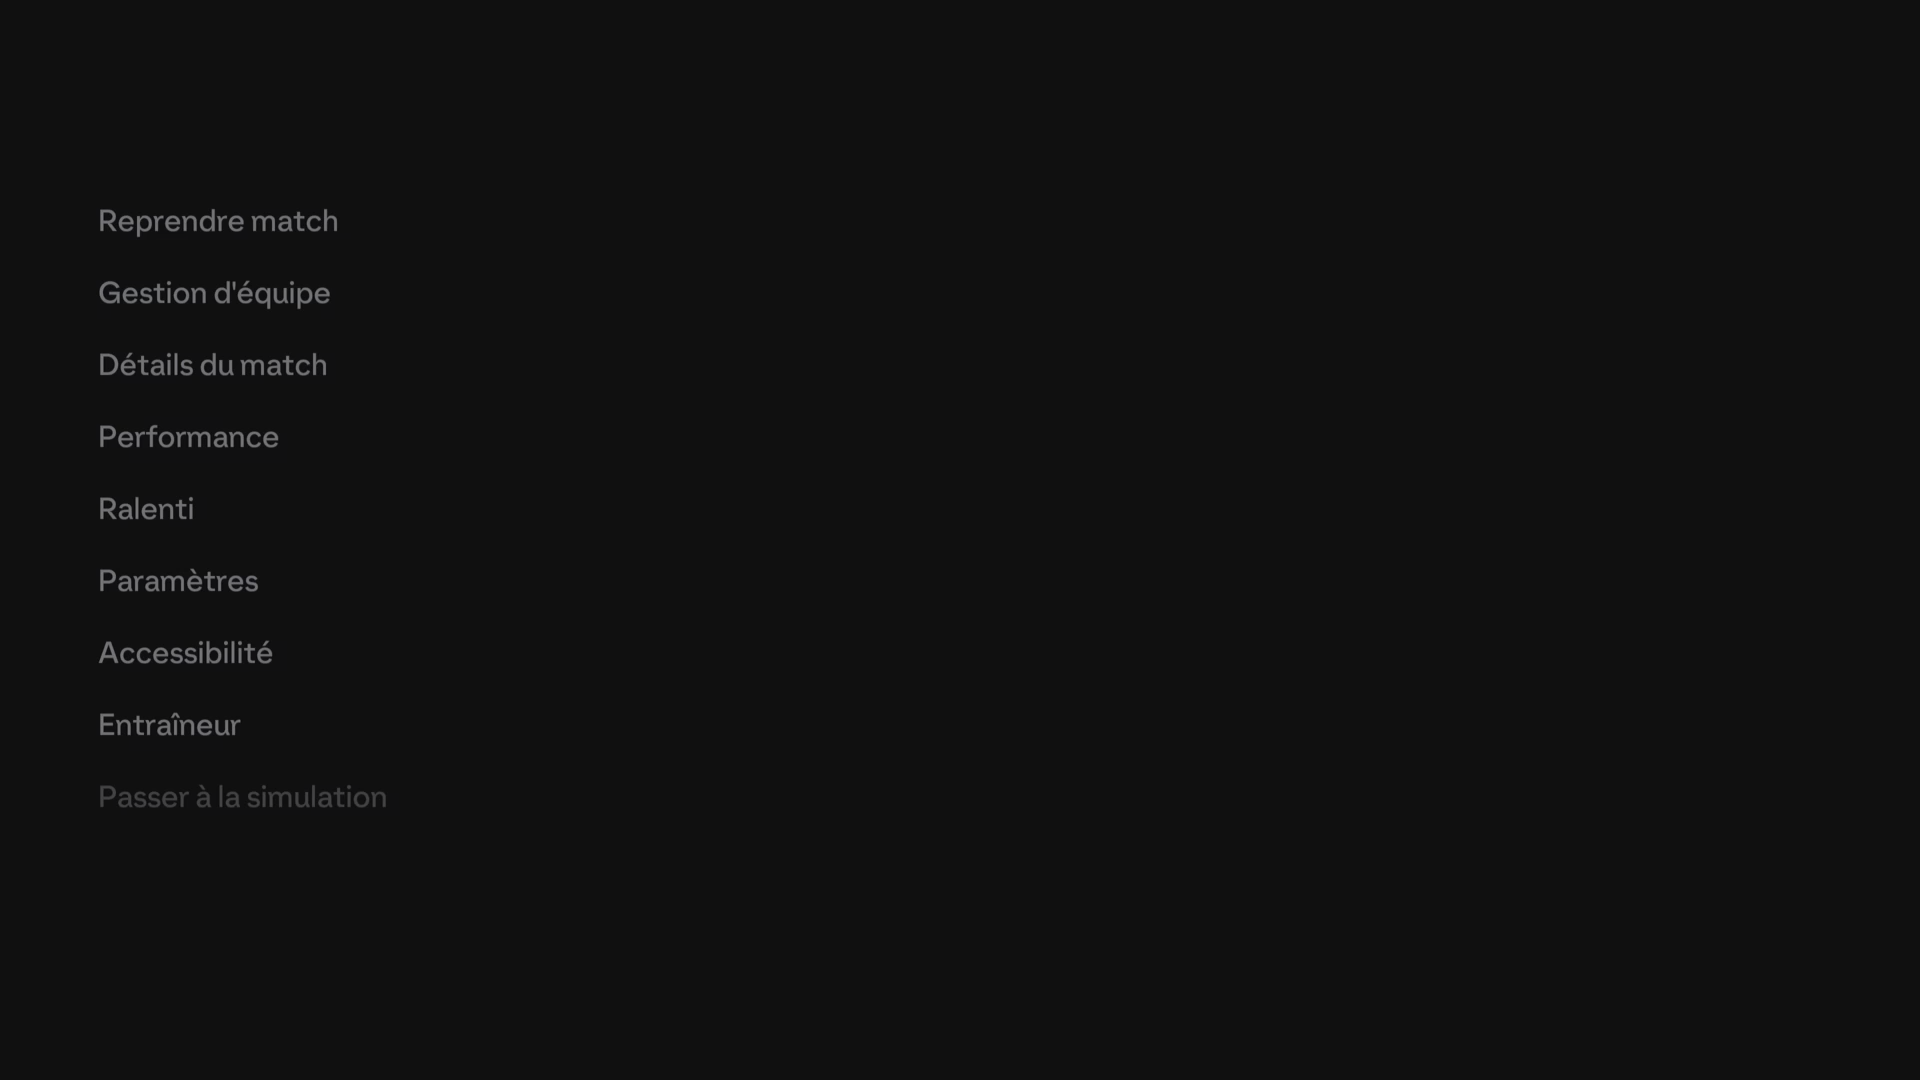 Reprendre match
Gestion d'équipe
Détails du match
Performance
Ralenti
Paramètres
Accessibilité
Entraîneur
Passer à la simulation